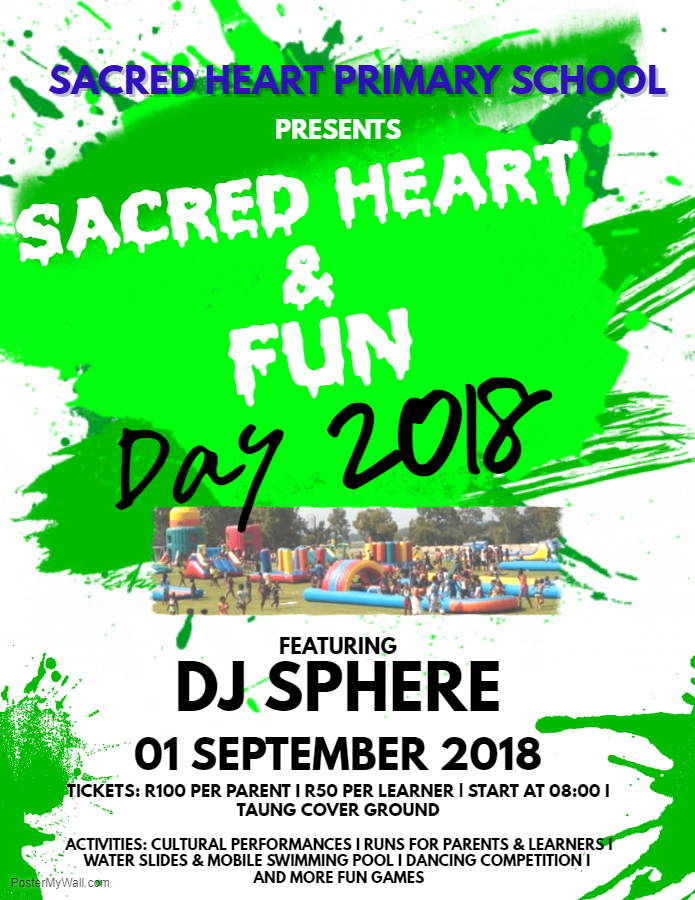 SACRED HEART PRIMARY SCHOOL
PRESENTS
SACRED HEART
&
FUN
Day 2018
FEATURING
DJ SPHERE
01 SEPTEMBER 2018
TICKETS: R100 PER PARENT I R50 PER LEARNER | START AT 08:00 I
TAUNG COVER GROUND
ACTIVITIES: CULTURAL PERFORMANCES I RUNS FOR PARENTS & LEARNERS I
WATER SLIDES & MOBILE SWIMMING POOL I DANCING COMPETITION I
AND MORE FUN GAMES
PosterMyWall.com